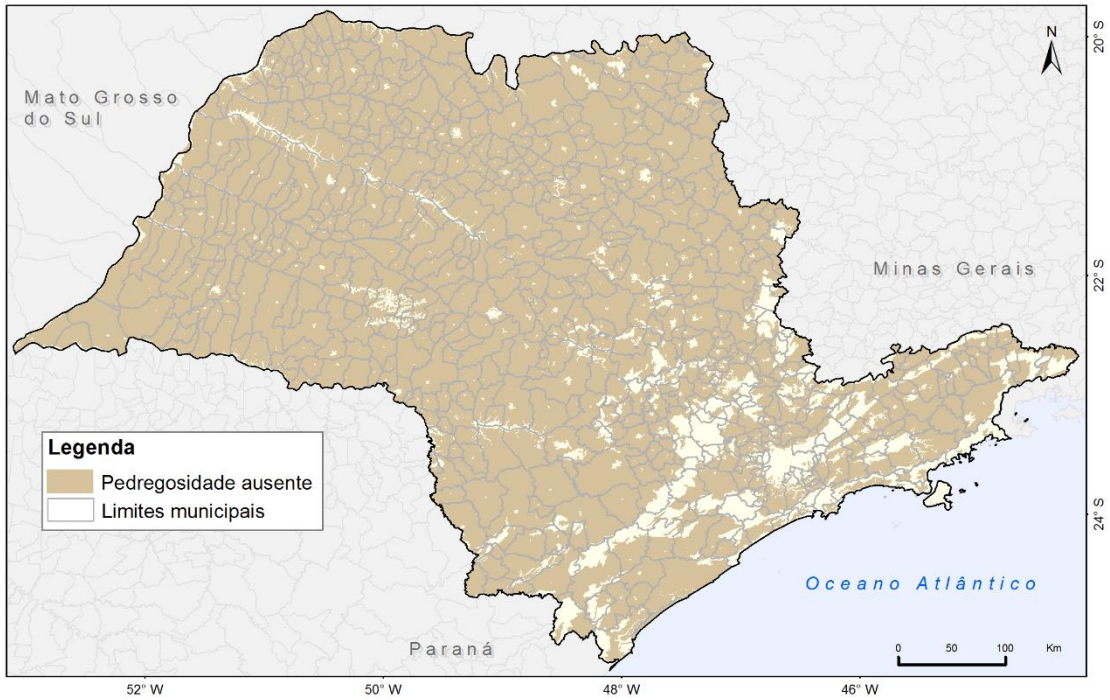 N
20° S
Mato Grosso
do Sul
Minas Gerais
22° S
Legenda
Pedregosidade ausente
Limites municipais
24° S
Oceano Atlântico
Paraná
0 50 100 Km
52° W 50° W 48° W 46° W